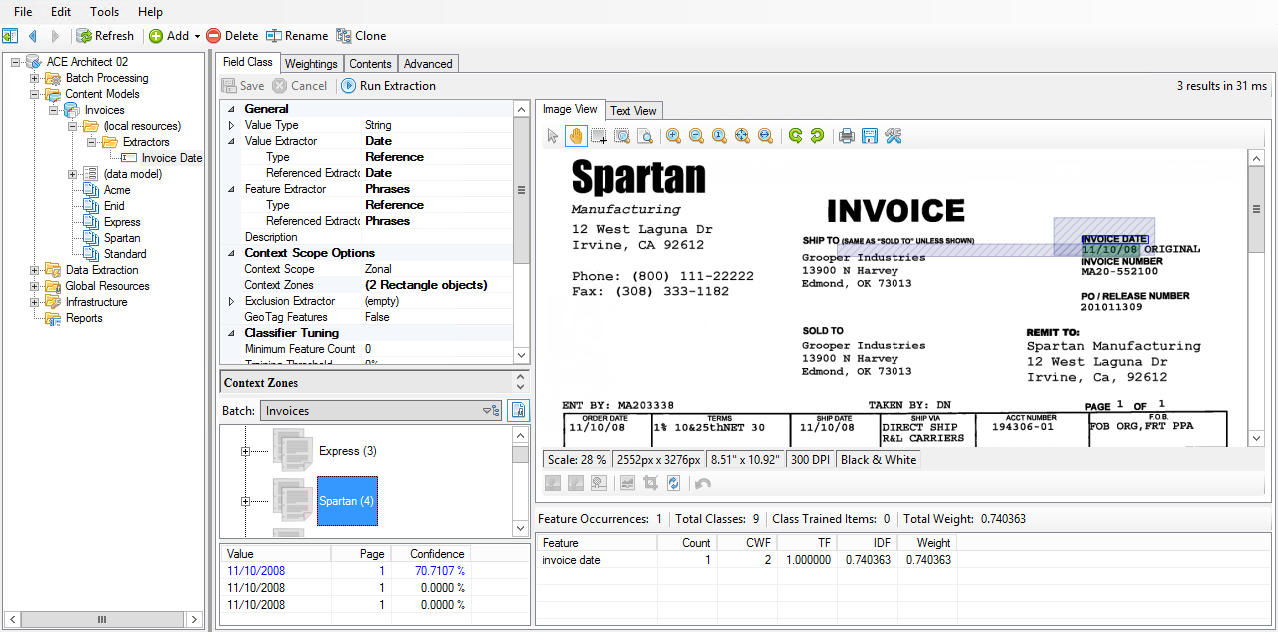 File Edit Tools Help
Refresh Add Delete Rename Clone
ACE Architect 02
Batch Processing
Content Models
Invoices
(local resources)
Extractors
Invoice Date
(data model)
Acme
Enid
Express
Spartan
Standard
Data Extraction
Global Resources
Infrastructure
Reports
Field Class Weightings Contents Advanced
Save Cancel Run Extraction 3 results in 31 ms
General
Value Type String
Value Extractor Date
Type Reference
Referenced Extractc Date
Feature Extractor Phrases
Type Reference
Referenced Extractc Phrases
Description
Context Scope Options
Context Scope Zonal
Context Zones (2 Rectangle objects)
Exclusion Extractor (empty)
GeoTag Features False
Classifier Tuning
Minimum Feature Count 0
Training Threshold 0%
Context Zones
Batch: Invoices
Express (3)
Spartan (4)
Value Page Confidence
11/10/2008 1 70.7107 %
11/10/2008 1 0.0000 %
11/10/2008 1 0.0000 %
Image View Text View
Spartan
Manufacturing
12 West Laguna Dr
Irvine, CA 92612
Phone: (800) 111-22222
Fax: (308) 333-1182
INVOICE
SHIP TO (SAME AS "SOLD TO" UNLESS SHOWN)
Grooper Industries
13900 N Harvey
Edmond, OK 73013
INVOICE DATE
11/10/08 ORIGINAL
INVOICE NUMBER
MA20-552100
PO / RELEASE NUMBER
201011309
SOLD TO
Grooper Industries
13900 N Harvey
Edmond, OK 73013
REMIT TO:
Spartan Manufacturing
12 West Laguna Dr
Irvine, Ca, 92612
ENT BY: MA203338 TAKEN BY: DN PAGE 1 OF 1
ORDER DATE TERMS SHIP DATE SHIP VIA ACCT NUMBER F.O.B.
11/10/08 1% 10&25thNET 30 11/10/08 DIRECT SHIP 194306-01 FOB ORG,FRT PPA
R&L CARRIERS
Scale: 28 % 2552px x 3276px 8.51" x 10.92" 300 DPI Black & White
Feature Occurrences: 1 Total Classes: 9 Class Trained Items: 0 Total Weight: 0.740363
Feature Count CWF TF IDF Weight
invoice date 1 2 1.000000 0.740363 0.740363